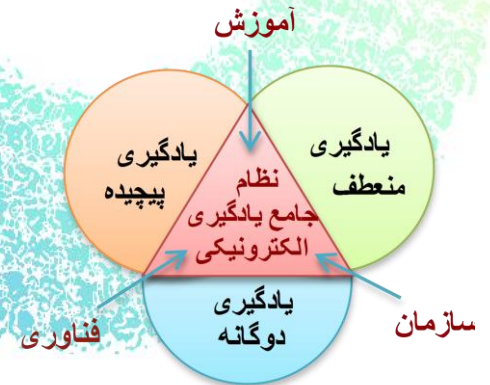 آموزش
یادگیری
منعطف
یادگیری
پیچیده
نظام
جامع یادگیری
الکترونیکی
یادگیری
دوگانه
سازمان
فناوری